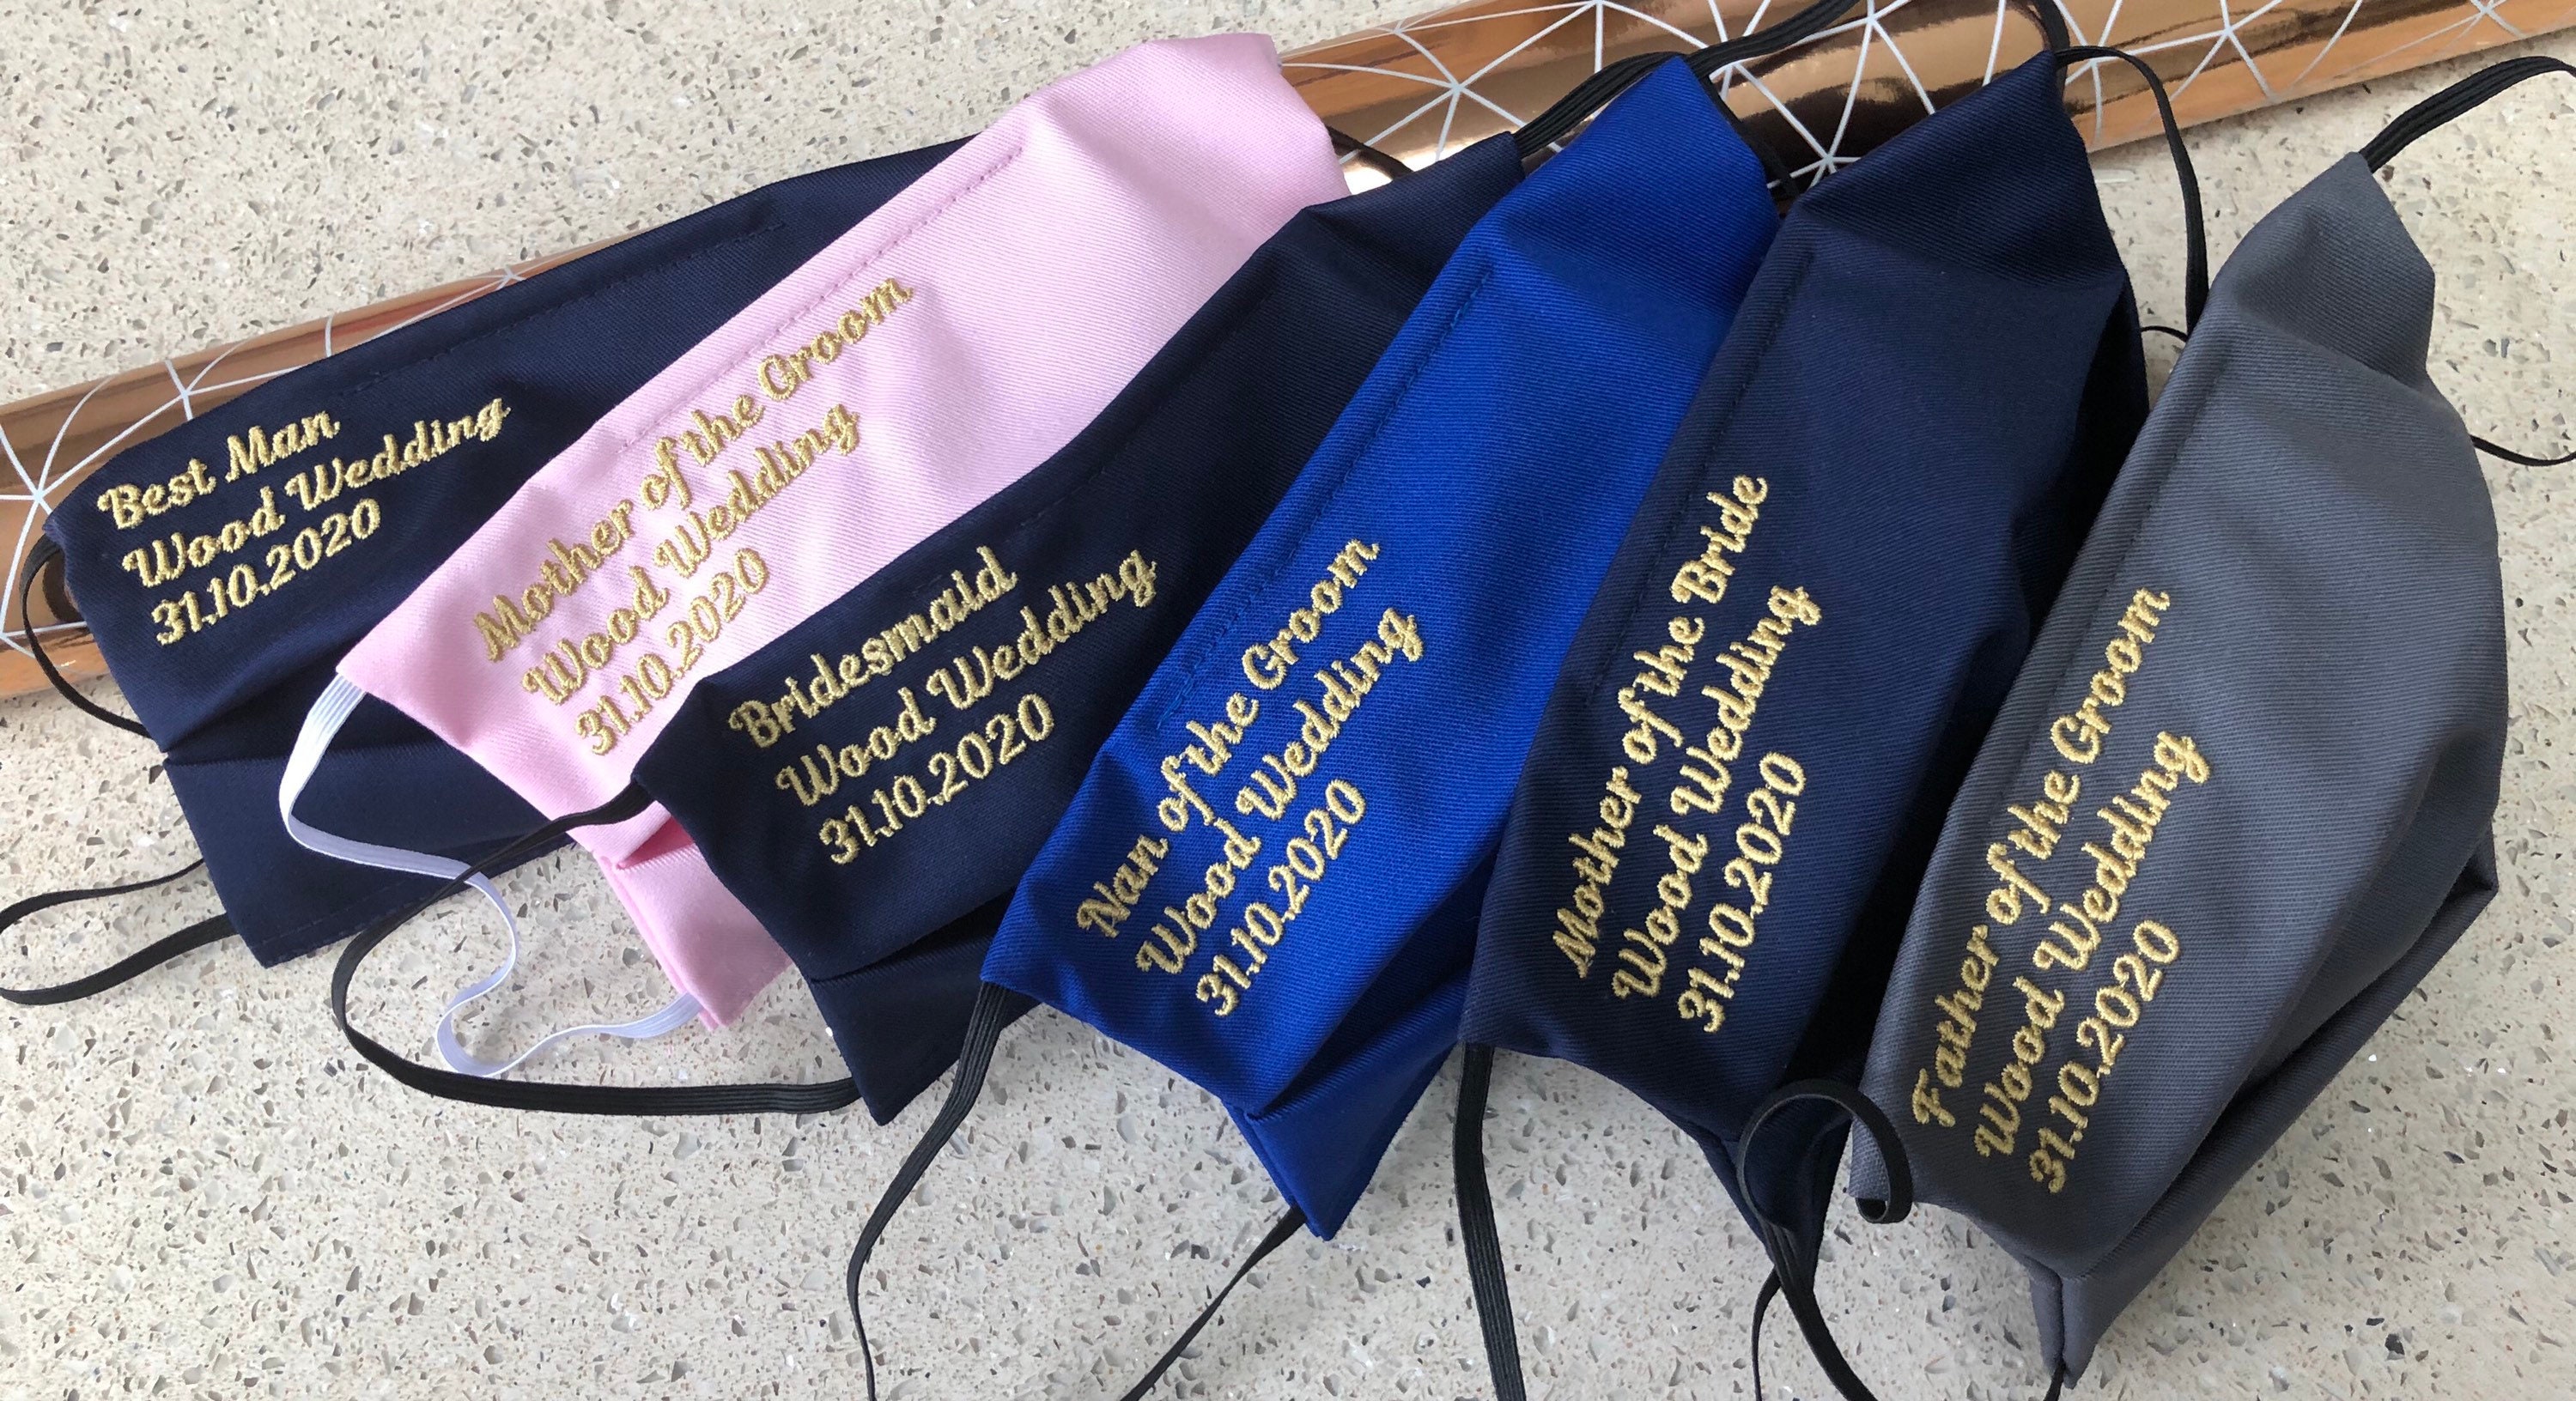 Best Man
Wood Wedding
31.10.2020
Mother of the Groom
Wood Wedding
31.10.2020
Bridesmaid
Wood Wedding
31.10.2020
Nan of the Groom
Wood Wedding
31.10.2020
Mother of the Bride
Wood Wedding
31.10.2020
Father of the Groom
Wood Wedding
31.10.2020